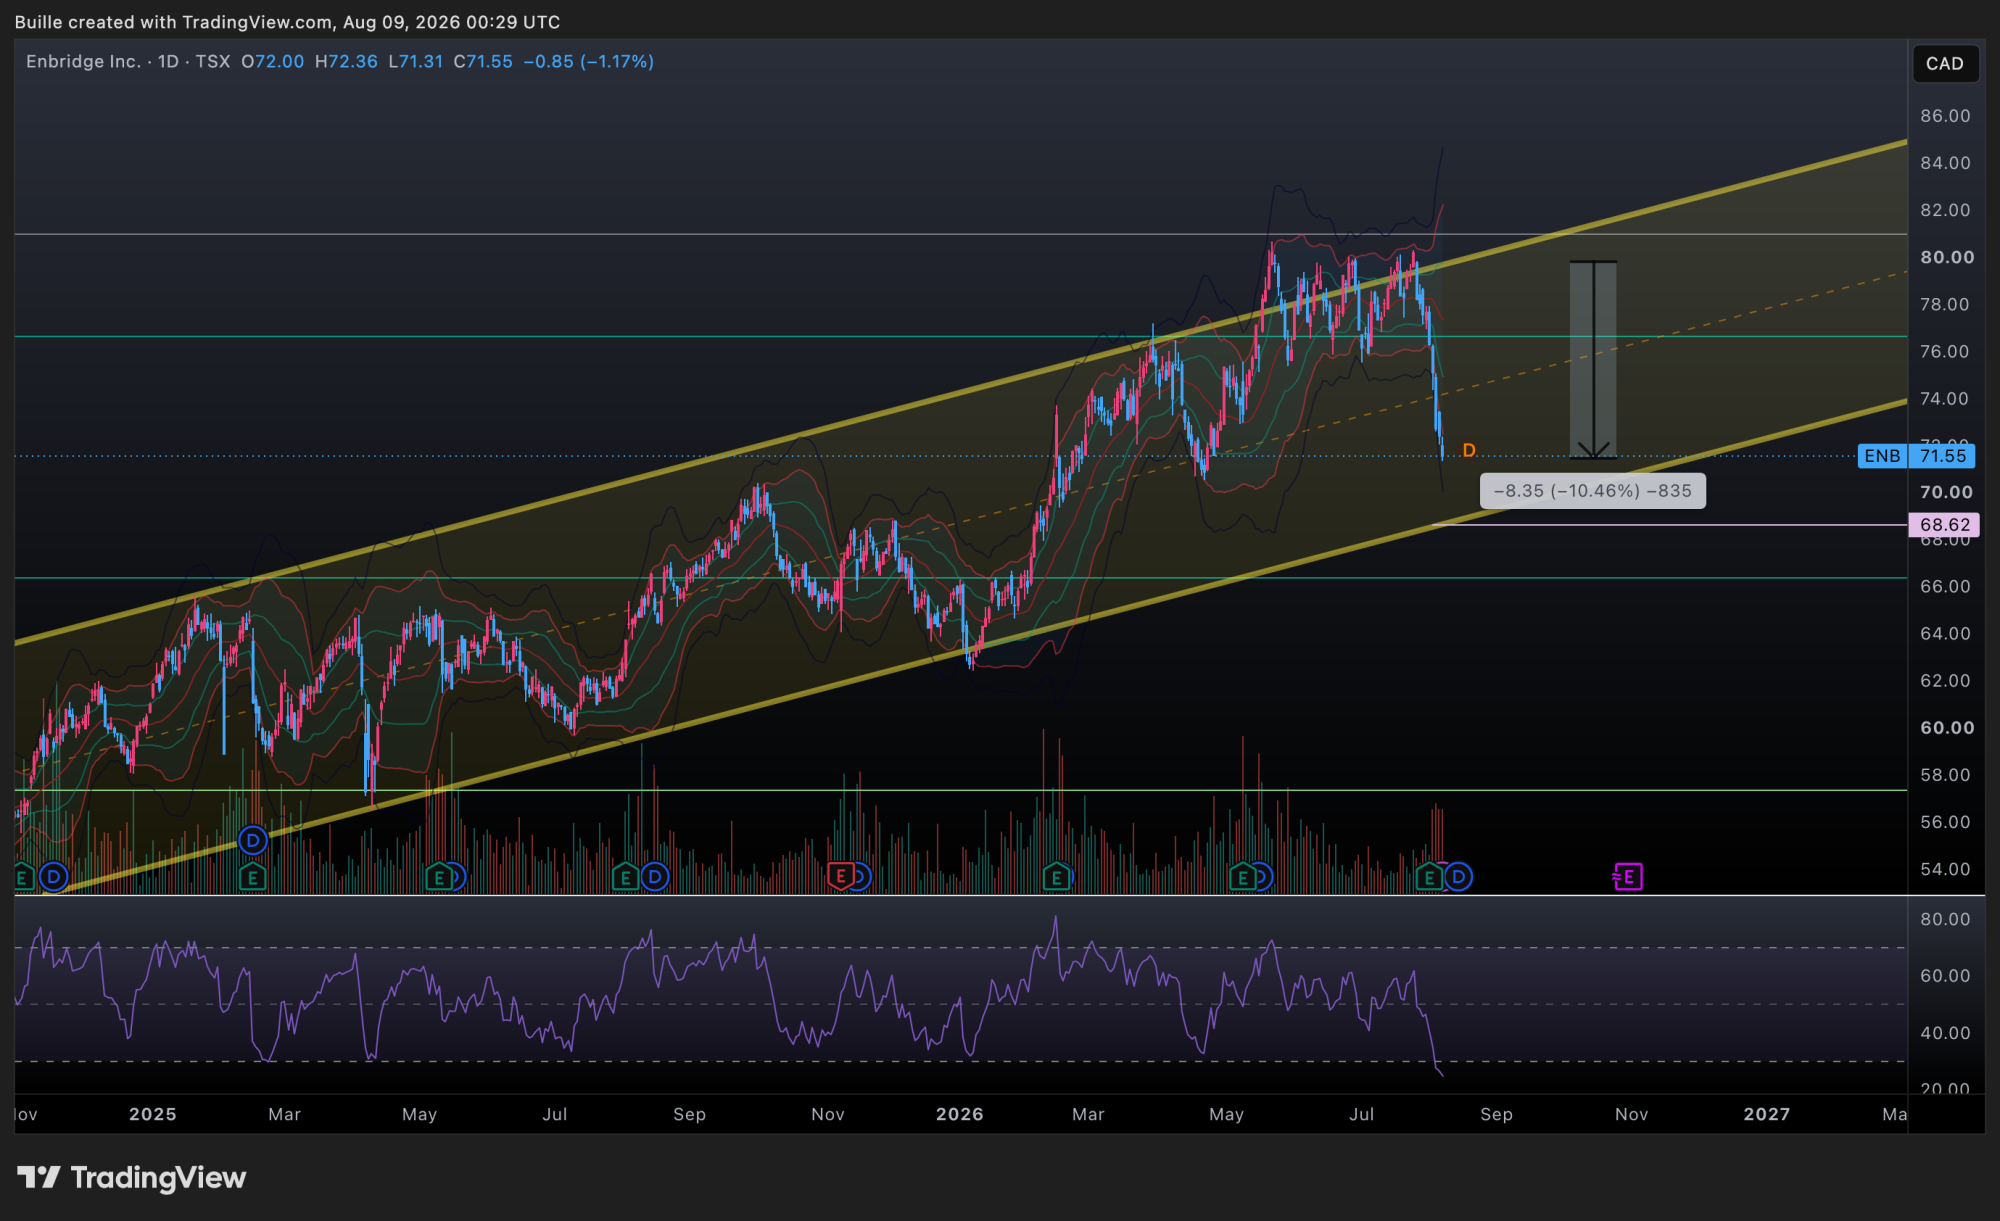 Buille created with TradingView.com, Aug 09, 2026 00:29 UTC
Enbridge Inc. · 1D · TSX O72.00 H72.36 L71.31 C71.55 −0.85 (−1.17%)
CAD
86.00
84.00
82.00
80.00
78.00
76.00
74.00
72.00
D
ENB 71.55
−8.35 (−10.46%) −835
70.00
68.62
68.00
66.00
64.00
62.00
60.00
58.00
56.00
54.00
D
E D E E D E D E D E E D E D ≈E
80.00
60.00
40.00
20.00
2025 Mar May Jul Sep Nov 2026 Mar May Jul Sep Nov 2027
TradingView